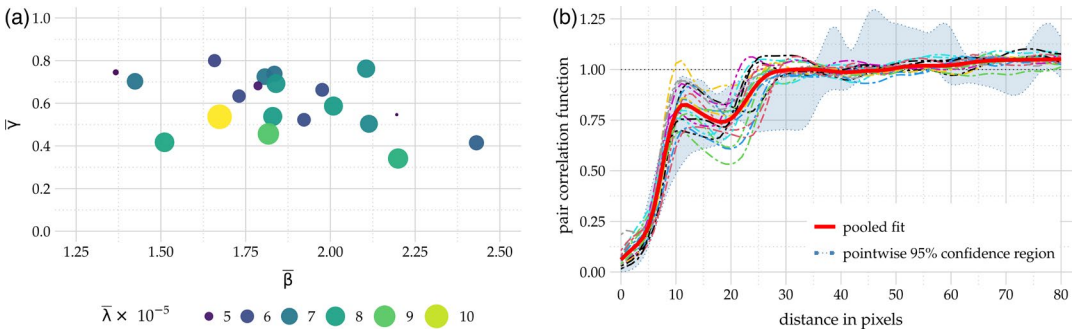 (a)
1.0
0.8
0.6
0.4
0.2
0.0
γ̅
1.25 1.50 1.75 2.00 2.25 2.50
β̅
λ̅ × 10⁻⁵ 5 6 7 8 9 10
(b)
1.25
1.00
0.75
0.50
0.25
0.00
pair correlation function
pooled fit
pointwise 95% confidence region
0 10 20 30 40 50 60 70 80
distance in pixels